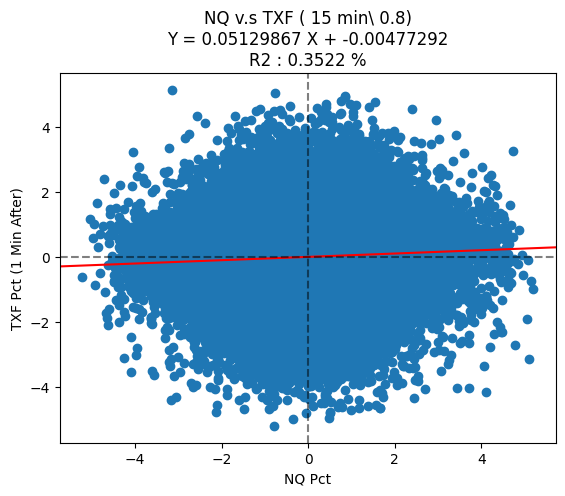 NQ v.s TXF ( 15 min\ 0.8)
Y = 0.05129867 X + -0.00477292
R2 : 0.3522 %
4
2
0
−2
−4
TXF Pct (1 Min After)
−4
−2
0
2
4
NQ Pct